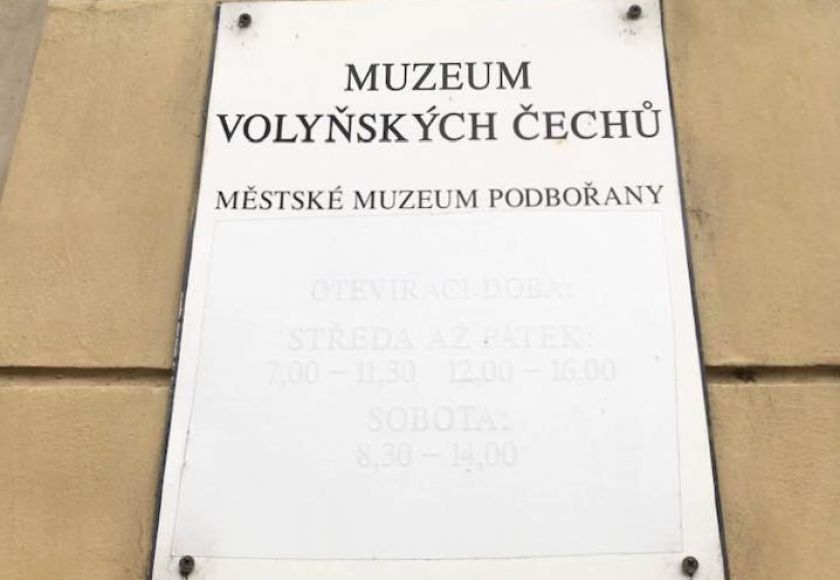 MUZEUM
VOLYŇSKÝCH ČECHŮ
MĚSTSKÉ MUZEUM PODBOŘANY
OTEVÍRACÍ DOBA:
STŘEDA AŽ PÁTEK:
7,00 – 11,30 12,00 – 16,00
SOBOTA:
8,30 – 14,00